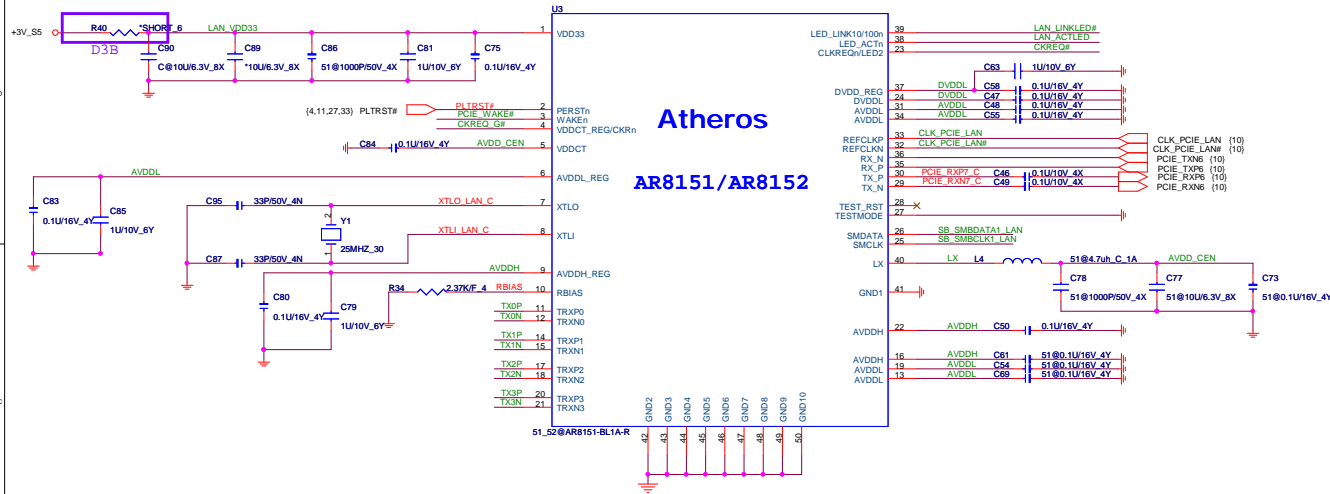 U3
+3V_S5
R40 *SHORT_6
LAN_VDD33
D3B
C90
C@10U/6.3V_8X
C89
*10U/6.3V_8X
C86
51@1000P/50V_4X
C81
1U/10V_6Y
C75
0.1U/16V_4Y
1 VDD33
{4,11,27,33} PLTRST#
PLTRST# 2 PERSTn
PCIE_WAKE# 3 WAKEn
CKREQ_G# 4 VDDCT_REG/CKRn
C84 0.1U/16V_4Y AVDD_CEN 5 VDDCT
AVDDL 6 AVDDL_REG
C83
0.1U/16V_4Y
C85
1U/10V_6Y
C95 33P/50V_4N XTLO_LAN_C 7 XTLO
2
Y1
1
25MHZ_30
XTLI_LAN_C 8 XTLI
C87 33P/50V_4N
AVDDH 9 AVDDH_REG
C80
0.1U/16V_4Y
C79
1U/10V_6Y
R34 2.37K/F_4 RBIAS 10 RBIAS
TX0P 11 TRXP0
TX0N 12 TRXN0
TX1P 14 TRXP1
TX1N 15 TRXN1
TX2P 17 TRXP2
TX2N 18 TRXN2
TX3P 20 TRXP3
TX3N 21 TRXN3
51_52@AR8151-BL1A-R
Atheros
AR8151/AR8152
LED_LINK10/100n 39 LAN_LINKLED#
LED_ACTn 38 LAN_ACTLED
CLKREQn/LED2 23 CKREQ#
C63 1U/10V_6Y
DVDD_REG 37 DVDDL C58 0.1U/16V_4Y
DVDDL 24 DVDDL C47 0.1U/16V_4Y
AVDDL 31 AVDDL C48 0.1U/16V_4Y
AVDDL 34 AVDDL C55 0.1U/16V_4Y
REFCLKP 33 CLK_PCIE_LAN CLK_PCIE_LAN {10}
REFCLKN 32 CLK_PCIE_LAN# CLK_PCIE_LAN# {10}
RX_N 36 PCIE_TXN6 {10}
RX_P 35 PCIE_TXP6 {10}
TX_P 30 PCIE_RXP7_C C46 0.1U/10V_4X PCIE_RXP6 {10}
TX_N 29 PCIE_RXN7_C C49 0.1U/10V_4X PCIE_RXN6 {10}
TEST_RST 28
TESTMODE 27
SMDATA 26 SB_SMBDATA1_LAN
SMCLK 25 SB_SMBCLK1_LAN
LX 40 LX L4 51@4.7uh_C_1A AVDD_CEN
C78
51@1000P/50V_4X
C77
51@10U/6.3V_8X
C73
51@0.1U/16V_4Y
GND1 41
AVDDH 22 AVDDH C50 0.1U/16V_4Y
AVDDH 16 AVDDH C61 51@0.1U/16V_4Y
AVDDL 19 AVDDL C54 51@0.1U/16V_4Y
AVDDL 13 AVDDL C69 51@0.1U/16V_4Y
GND2 GND3 GND4 GND5 GND6 GND7 GND8 GND9 GND10
42 43 44 45 46 47 48 49 50